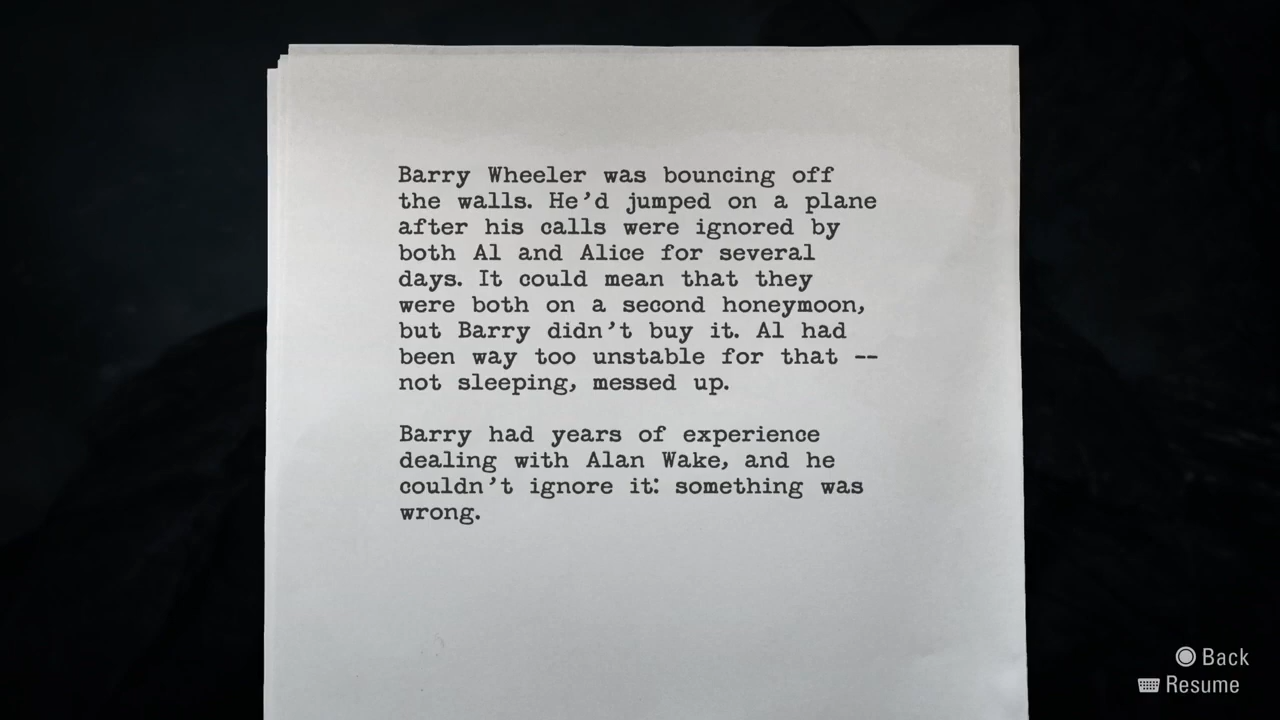 Barry Wheeler was bouncing off
the walls. He’d jumped on a plane
after his calls were ignored by
both Al and Alice for several
days. It could mean that they
were both on a second honeymoon,
but Barry didn’t buy it. Al had
been way too unstable for that --
not sleeping, messed up.
Barry had years of experience
dealing with Alan Wake, and he
couldn’t ignore it: something was
wrong.
Back
Resume